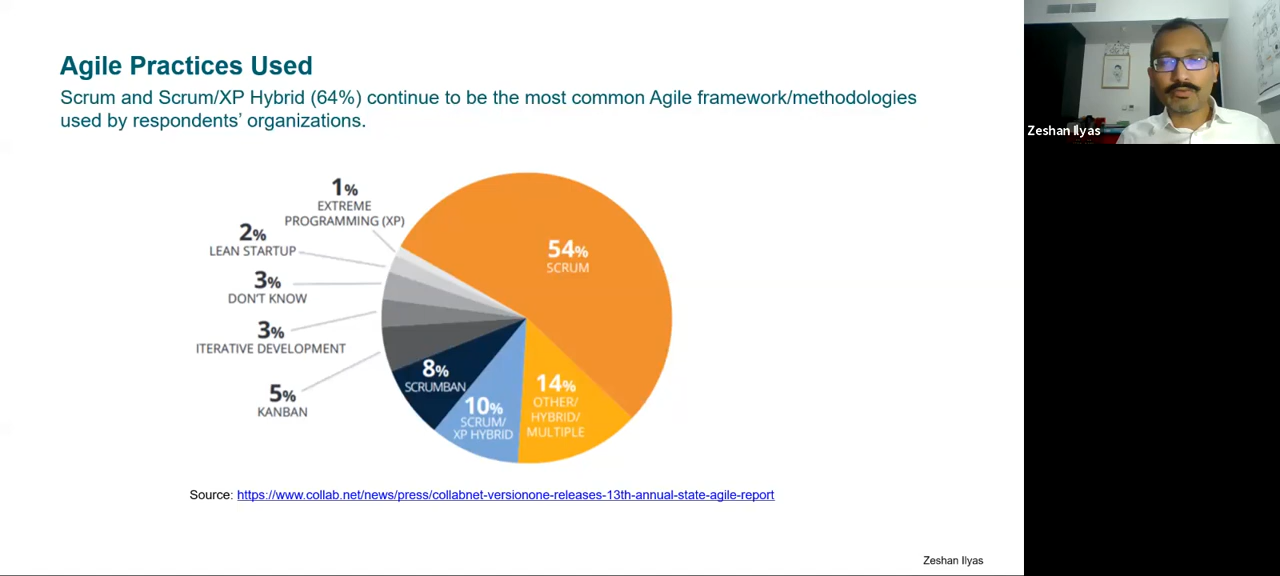 Agile Practices Used
Scrum and Scrum/XP Hybrid (64%) continue to be the most common Agile framework/methodologies
used by respondents' organizations.
1%
EXTREME
PROGRAMMING (XP)
2%
LEAN STARTUP
3%
DON'T KNOW
3%
ITERATIVE DEVELOPMENT
5%
KANBAN
8%
SCRUMBAN
10%
SCRUM/
XP HYBRID
14%
OTHER/
HYBRID/
MULTIPLE
54%
SCRUM
Source: https://www.collab.net/news/press/collabnet-versionone-releases-13th-annual-state-agile-report
Zeshan Ilyas
Zeshan Ilyas